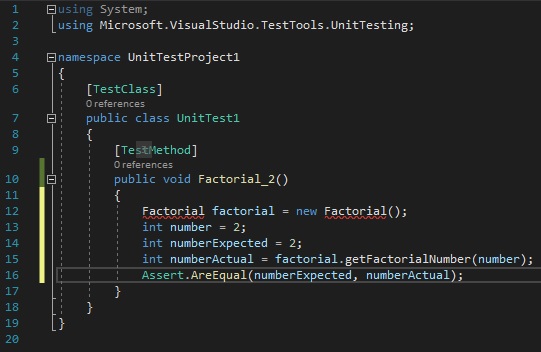 1 using System;
2 using Microsoft.VisualStudio.TestTools.UnitTesting;
3
4 namespace UnitTestProject1
5 {
6 [TestClass]
0 references
7 public class UnitTest1
8 {
9 [TestMethod]
0 references
10 public void Factorial_2()
11 {
12 Factorial factorial = new Factorial();
13 int number = 2;
14 int numberExpected = 2;
15 int numberActual = factorial.getFactorialNumber(number);
16 Assert.AreEqual(numberExpected, numberActual);
17 }
18 }
19 }
20